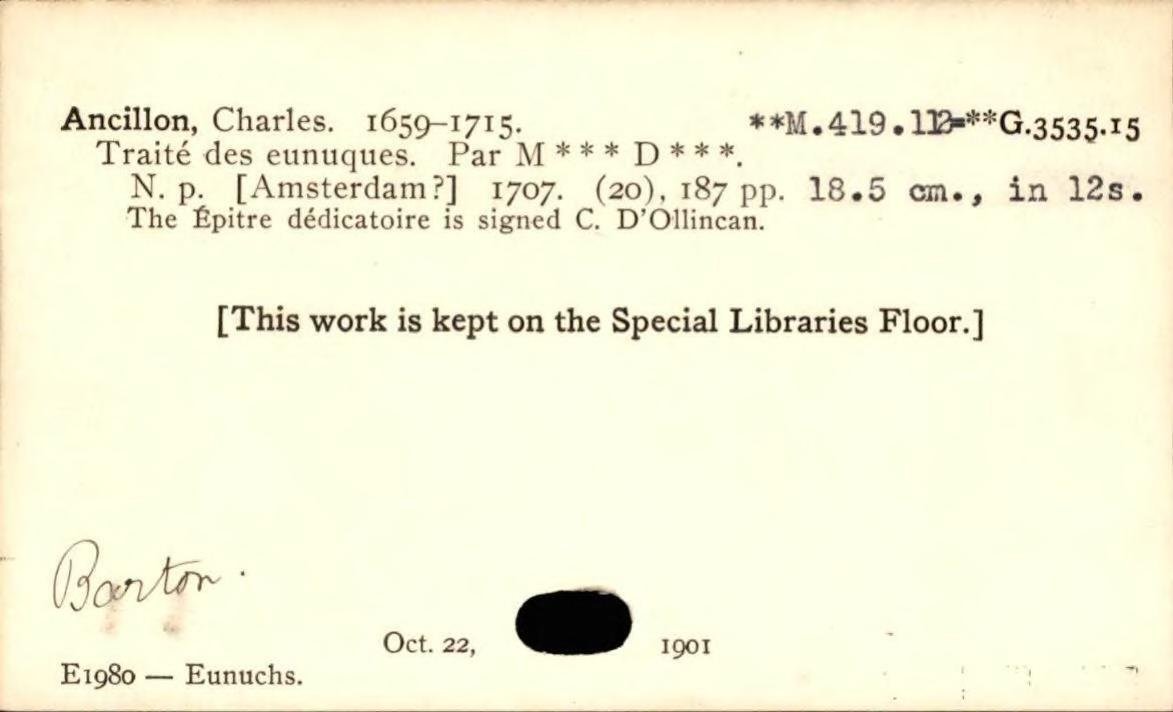 Ancillon, Charles. 1659–1715. **G.3535.15
Traité des eunuques. Par M * * * D * * *.
N. p. [Amsterdam?] 1707. (20), 187 pp. 18.5 cm., in 12s.
The Épitre dédicatoire is signed C. D'Ollincan.
[This work is kept on the Special Libraries Floor.]
Barton.
Oct. 22, 1901
E1980 — Eunuchs.